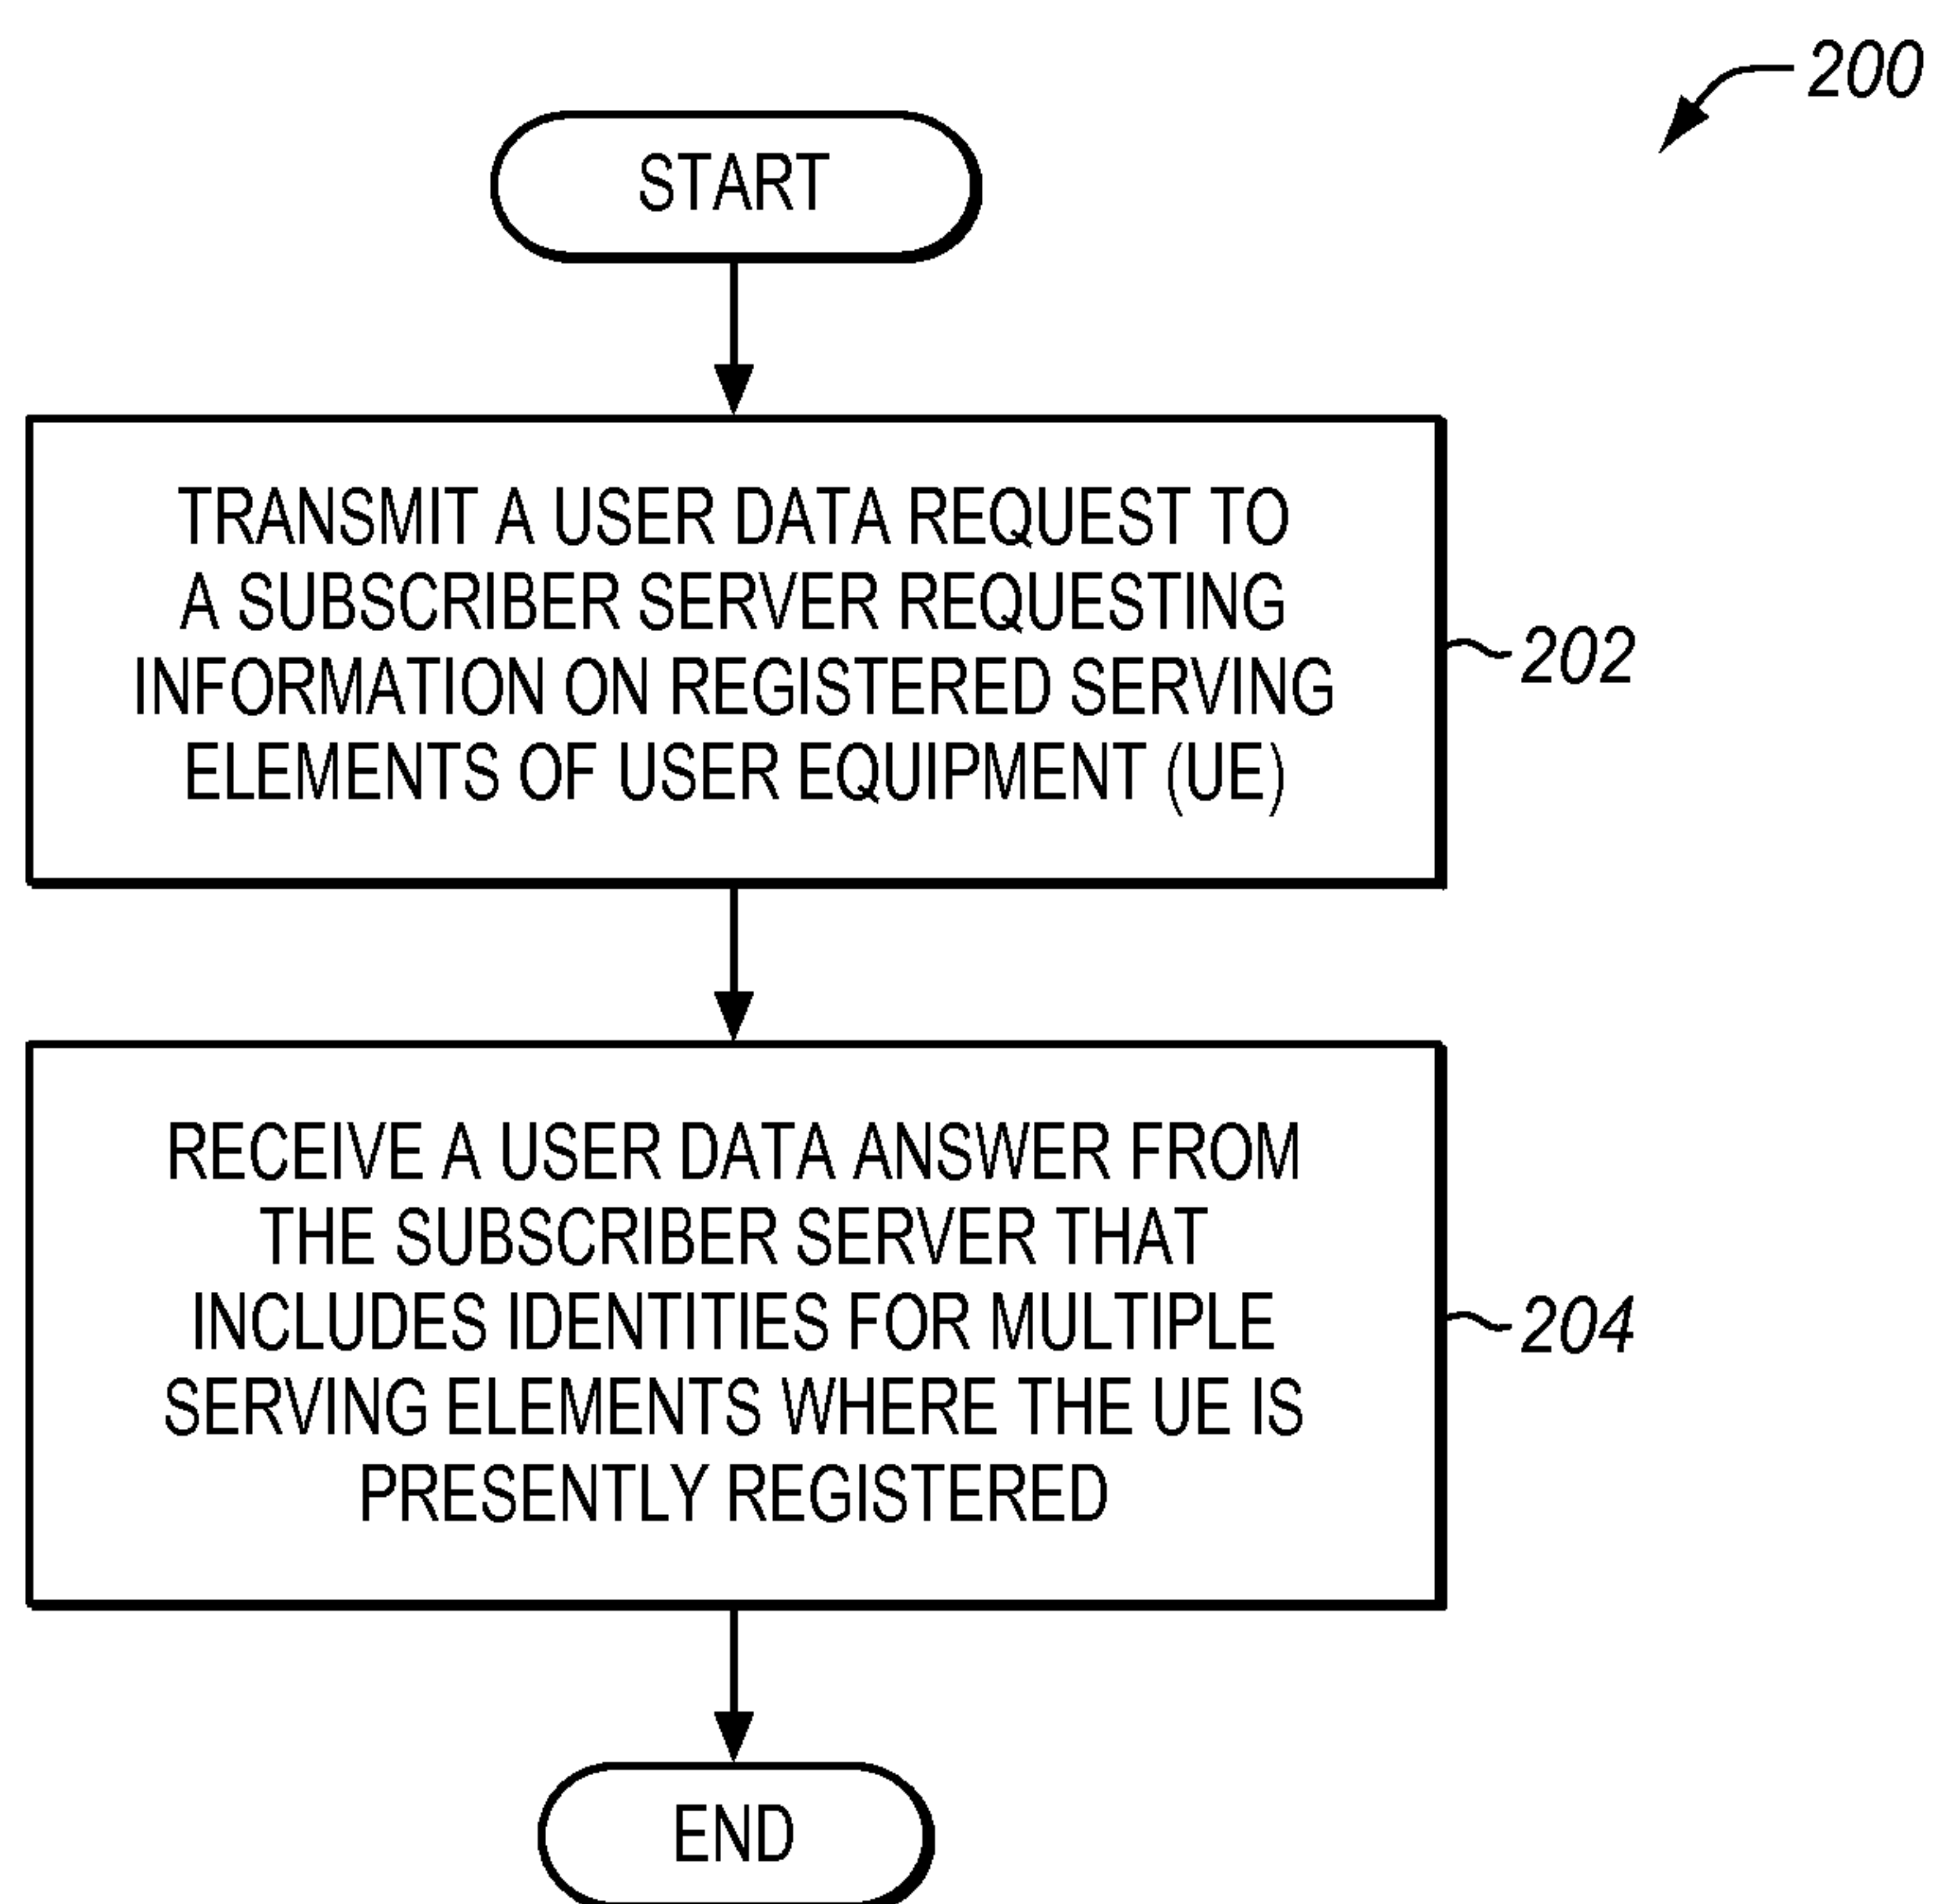 200
START
TRANSMIT A USER DATA REQUEST TO
A SUBSCRIBER SERVER REQUESTING
INFORMATION ON REGISTERED SERVING
ELEMENTS OF USER EQUIPMENT (UE)
202
RECEIVE A USER DATA ANSWER FROM
THE SUBSCRIBER SERVER THAT
INCLUDES IDENTITIES FOR MULTIPLE
SERVING ELEMENTS WHERE THE UE IS
PRESENTLY REGISTERED
204
END